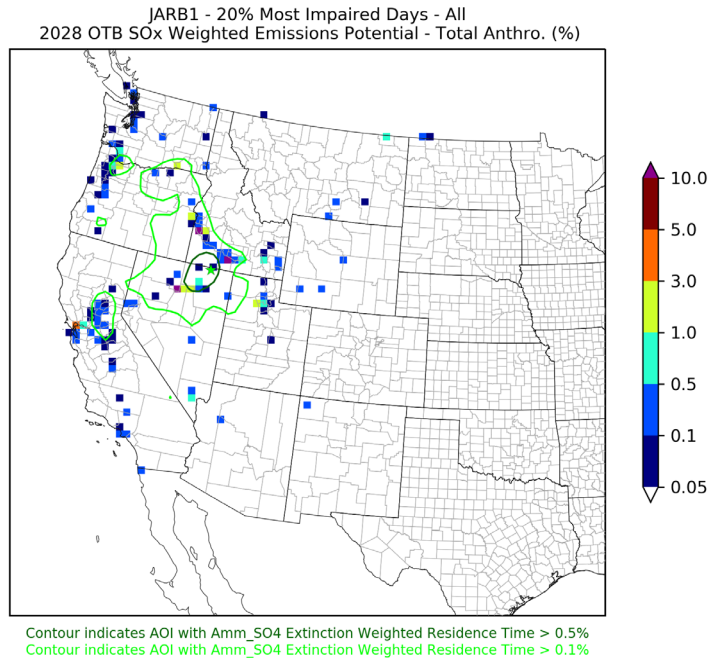 JARB1 - 20% Most Impaired Days - All
2028 OTB SOx Weighted Emissions Potential - Total Anthro. (%)
10.0
5.0
3.0
1.0
0.5
0.1
0.05
Contour indicates AOI with Amm_SO4 Extinction Weighted Residence Time > 0.5%
Contour indicates AOI with Amm_SO4 Extinction Weighted Residence Time > 0.1%